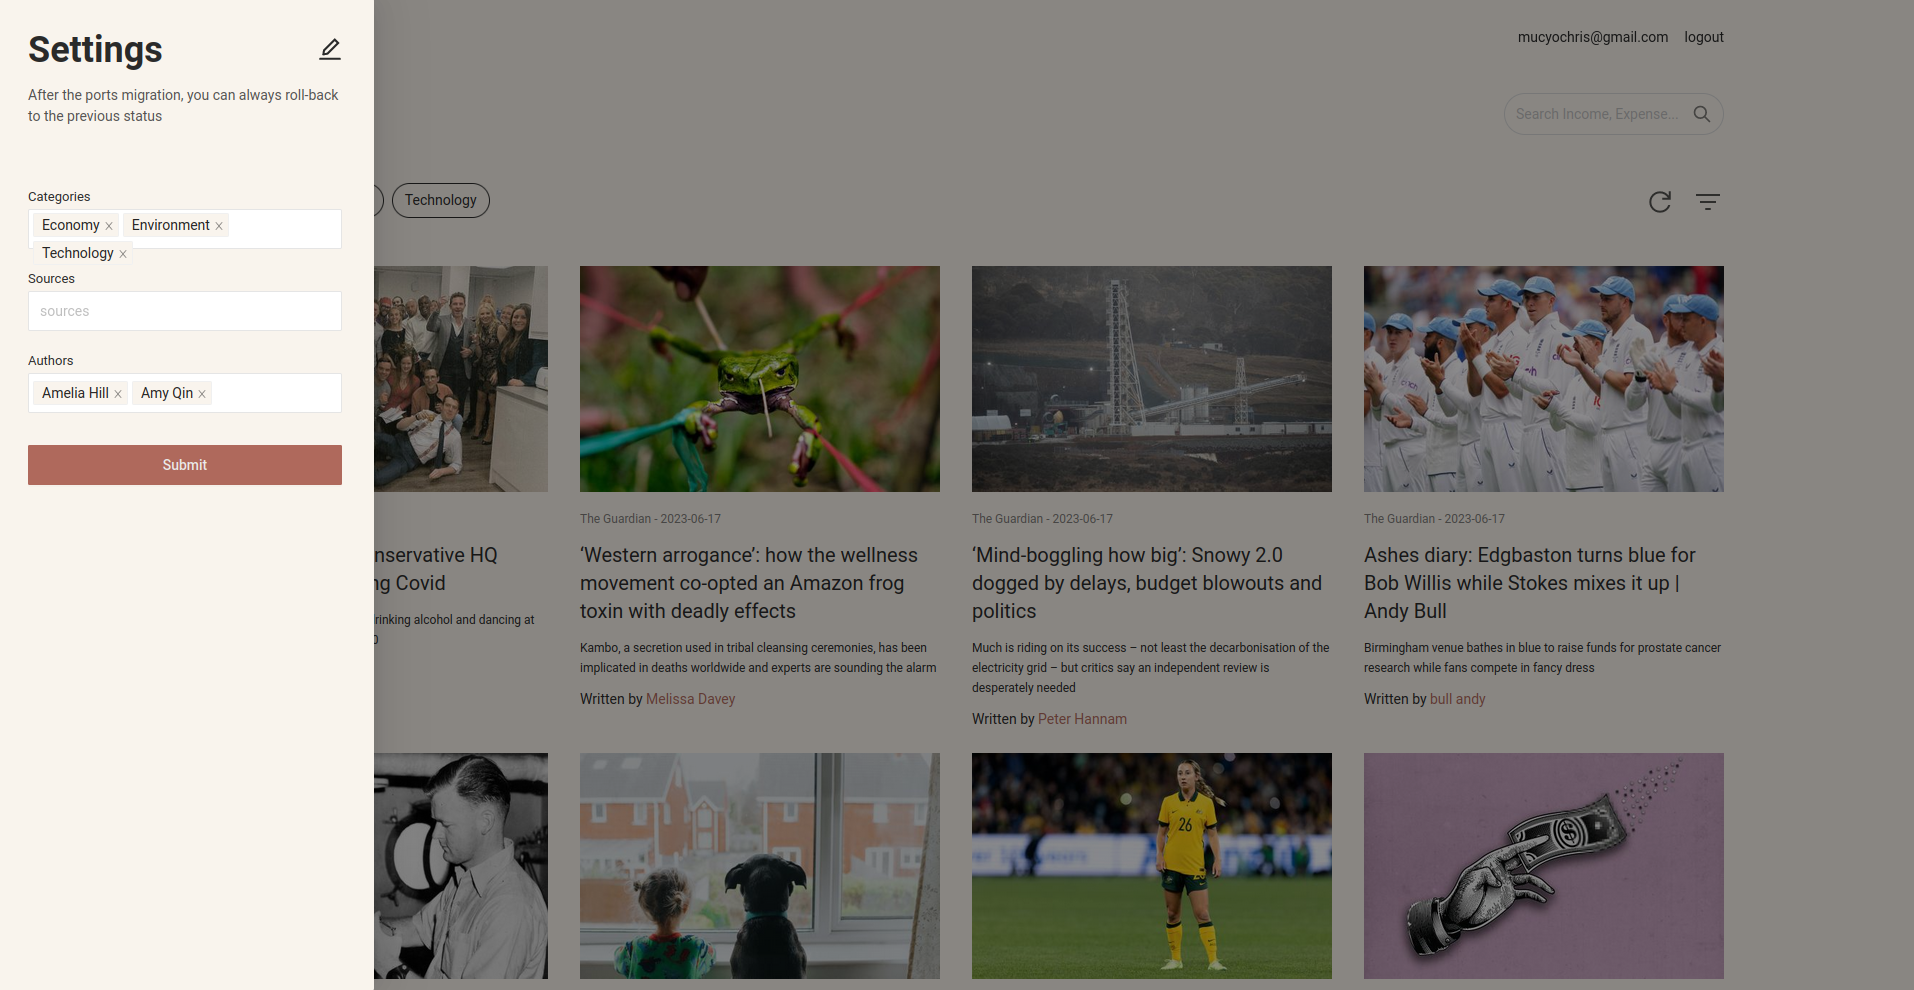 Settings
After the ports migration, you can always roll-back
to the previous status
Categories
Economy
Environment
Technology
Sources
sources
Authors
Amelia Hill
Amy Qin
Submit
mucyochris@gmail.com
logout
Search Income, Expense...
Technology
nservative HQ
ng Covid
rinking alcohol and dancing at
The Guardian - 2023-06-17
‘Western arrogance’: how the wellness
movement co-opted an Amazon frog
toxin with deadly effects
Kambo, a secretion used in tribal cleansing ceremonies, has been
implicated in deaths worldwide and experts are sounding the alarm
Written by Melissa Davey
The Guardian - 2023-06-17
‘Mind-boggling how big’: Snowy 2.0
dogged by delays, budget blowouts and
politics
Much is riding on its success – not least the decarbonisation of the
electricity grid – but critics say an independent review is
desperately needed
Written by Peter Hannam
The Guardian - 2023-06-17
Ashes diary: Edgbaston turns blue for
Bob Willis while Stokes mixes it up |
Andy Bull
Birmingham venue bathes in blue to raise funds for prostate cancer
research while fans compete in fancy dress
Written by bull andy
26